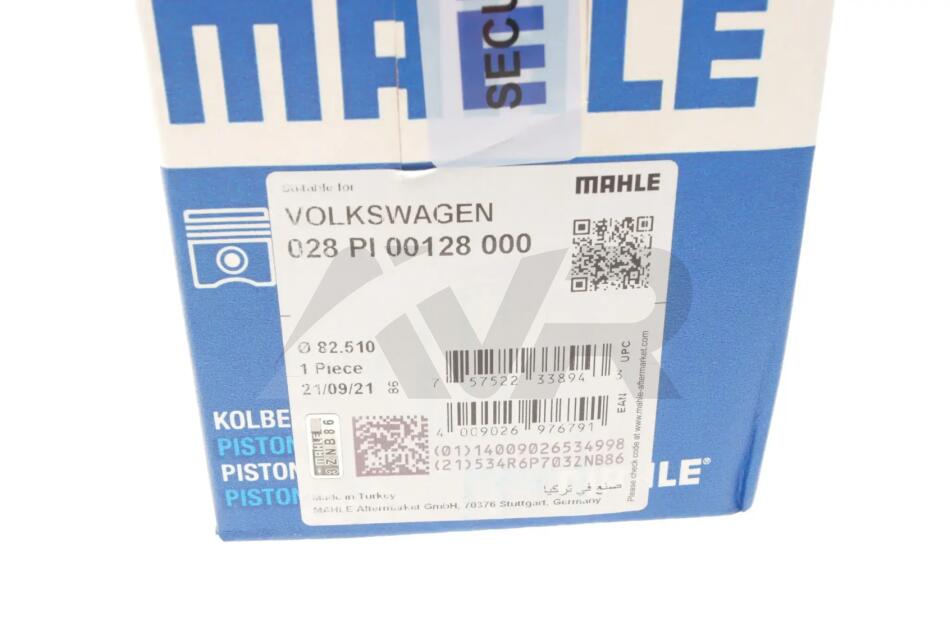 MAHLE
SECU
Suitable for
MAHLE
VOLKSWAGEN
028 PI 00128 000
AVR
Ø 82.510
1 Piece
21/09/21
86
7 57522 33894 3
UPC
4 009026 976791
EAN
(01)14009026534998
(21)534R6P703ZNB86
MAHLE
ZNB86
Please check code at www.mahle-aftermarket.com
صنع في تركيا
Made in Turkey
MAHLE Aftermarket GmbH, 70376 Stuttgart, Germany
KOLBE
PISTON
PISTON
PISTON
MAHLE